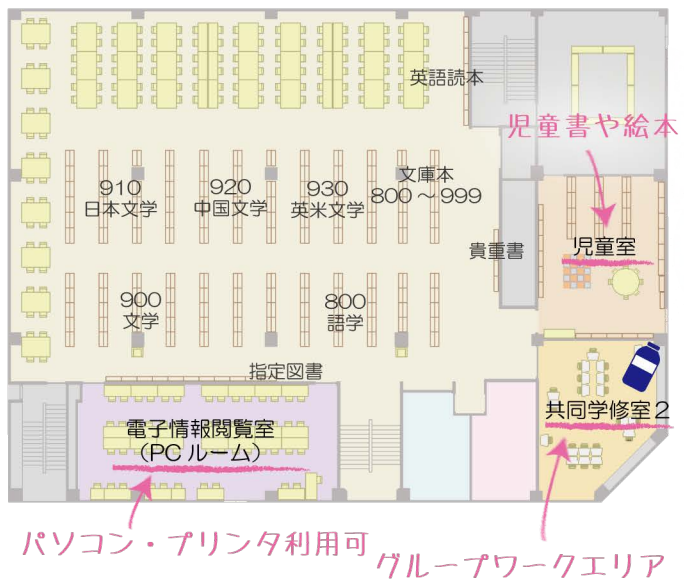 英語読本
児童書や絵本
910
日本文学
920
中国文学
930
英米文学
文庫本
800～999
児童室
貴重書
900
文学
800
語学
指定図書
共同学修室2
電子情報閲覧室
（PCルーム）
パソコン・プリンタ利用可
グループワークエリア